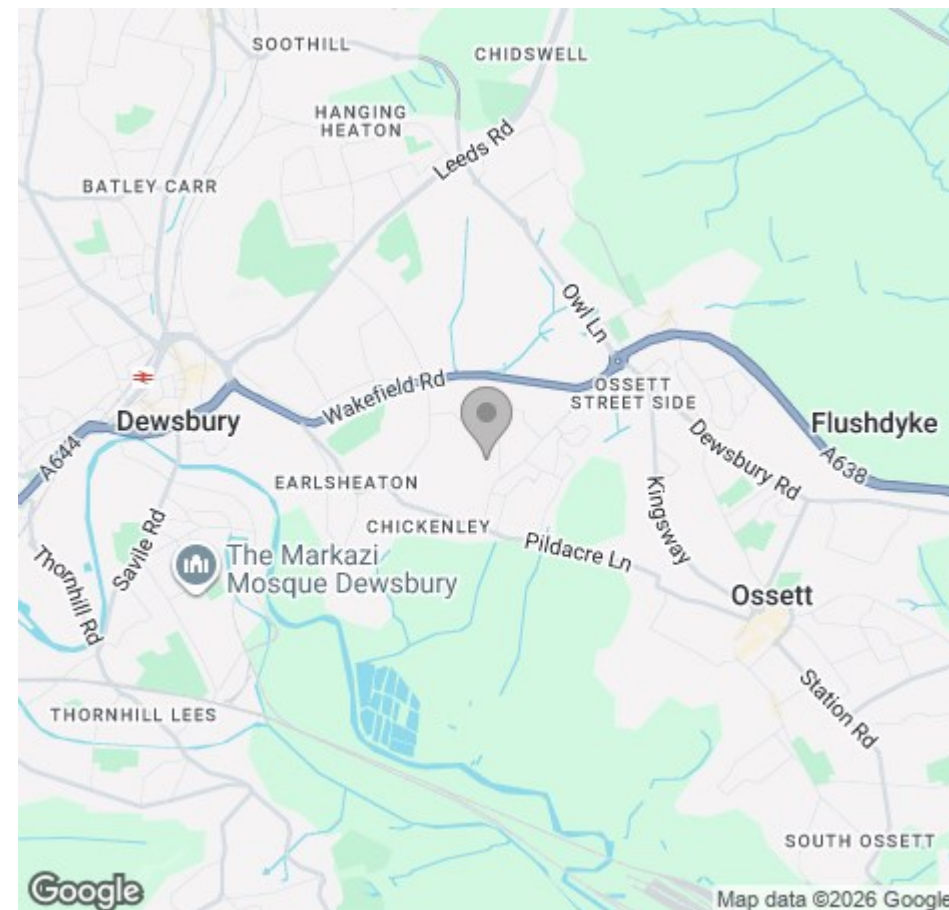 SOOTHILL
CHIDSWELL
HANGING
HEATON
Leeds Rd
BATLEY CARR
Owl Ln
OSSETT
STREET SIDE
Wakefield Rd
Dewsbury
Flushdyke
A644
Dewsbury Rd
A638
EARLSHEATON
Kingsway
CHICKENLEY
Pildacre Ln
Savile Rd
Thornhill Rd
The Markazi
Mosque Dewsbury
Ossett
Station Rd
THORNHILL LEES
SOUTH OSSETT
Google
Map data ©2026 Google